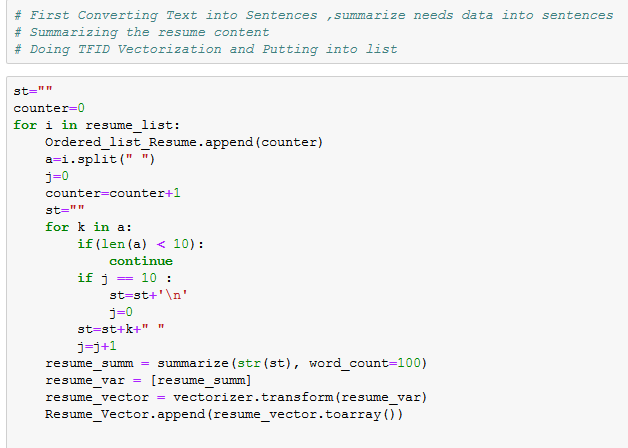 # First Converting Text into Sentences ,summarize needs data into sentences
# Summarizing the resume content
# Doing TFID Vectorization and Putting into list
st=""
counter=0
for i in resume_list:
    Ordered_list_Resume.append(counter)
    a=i.split(" ")
    j=0
    counter=counter+1
    st=""
    for k in a:
        if(len(a) < 10):
            continue
        if j == 10 :
            st=st+'\n'
            j=0
        st=st+k+" "
        j=j+1
    resume_summ = summarize(str(st), word_count=100)
    resume_var = [resume_summ]
    resume_vector = vectorizer.transform(resume_var)
    Resume_Vector.append(resume_vector.toarray())